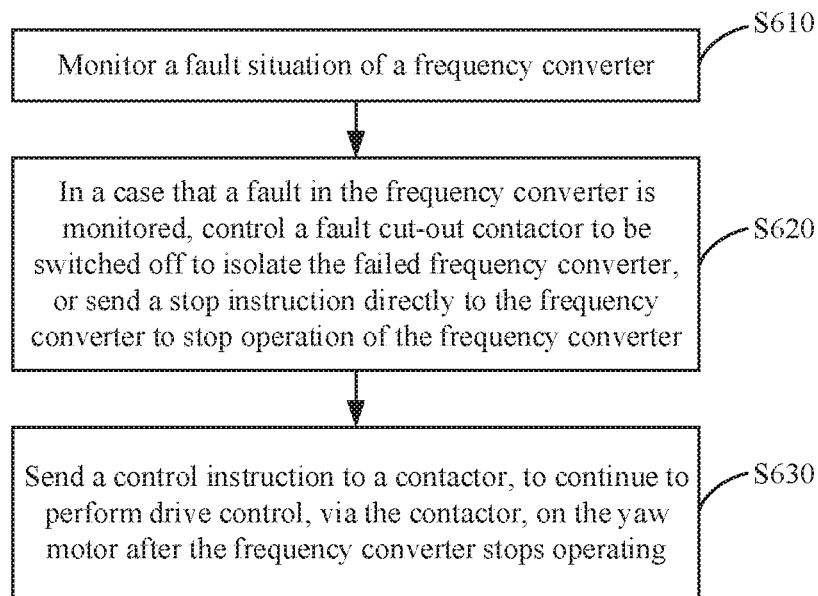 S610
Monitor a fault situation of a frequency converter
In a case that a fault in the frequency converter is
monitored, control a fault cut-out contactor to be
switched off to isolate the failed frequency converter,
or send a stop instruction directly to the frequency
converter to stop operation of the frequency converter
S620
Send a control instruction to a contactor, to continue to
perform drive control, via the contactor, on the yaw
motor after the frequency converter stops operating
S630